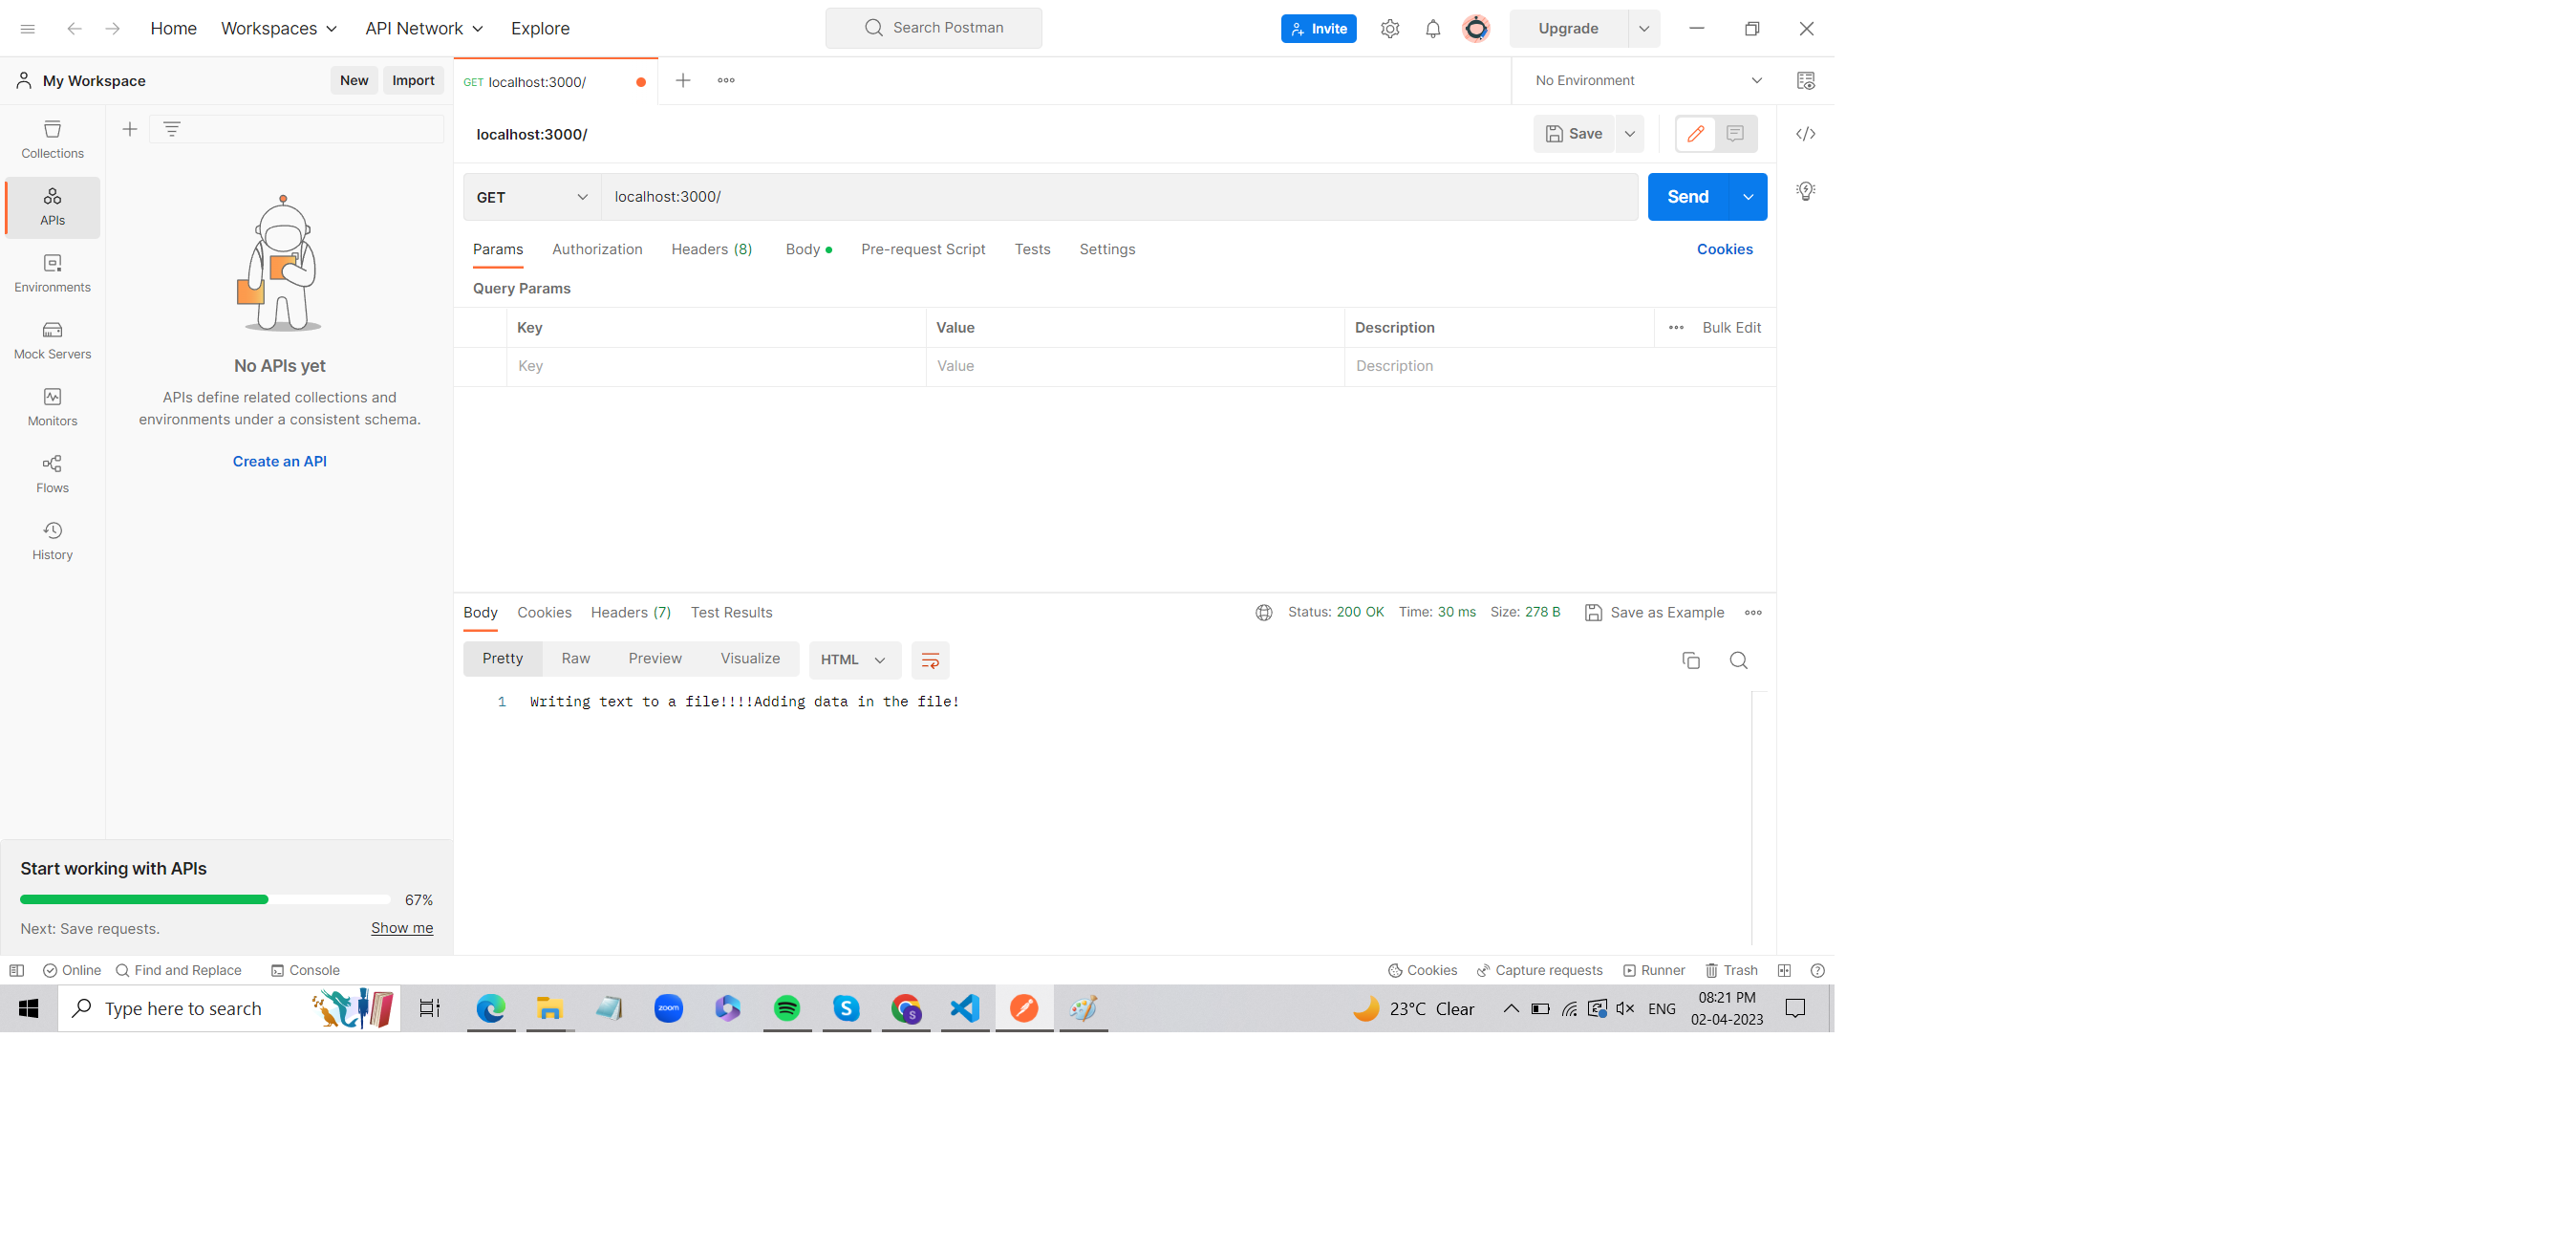 Home Workspaces API Network Explore
Search Postman
Invite
Upgrade
My Workspace New Import
GET localhost:3000/
No Environment
Collections
APIs
Environments
Mock Servers
Monitors
Flows
History
No APIs yet
APIs define related collections and
environments under a consistent schema.
Create an API
localhost:3000/
Save
GET localhost:3000/ Send
Params Authorization Headers (8) Body Pre-request Script Tests Settings Cookies
Query Params
Key Value Description Bulk Edit
Key Value Description
Body Cookies Headers (7) Test Results Status: 200 OK Time: 30 ms Size: 278 B Save as Example
Pretty Raw Preview Visualize HTML
1 Writing text to a file!!!!Adding data in the file!
Start working with APIs
67%
Next: Save requests. Show me
Online Find and Replace Console Cookies Capture requests Runner Trash
Type here to search
zoom
S
S
23°C Clear
ENG
08:21 PM
02-04-2023